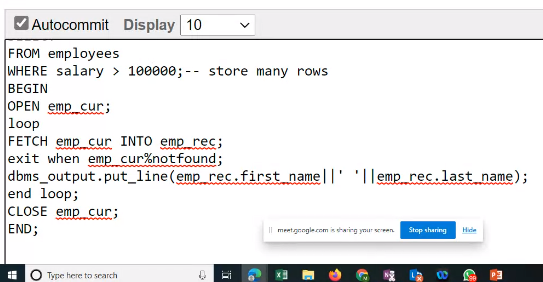 Autocommit Display 10
FROM employees
WHERE salary > 100000;-- store many rows
BEGIN
OPEN emp_cur;
loop
FETCH emp_cur INTO emp_rec;
exit when emp_cur%notfound;
dbms_output.put_line(emp_rec.first_name||' '||emp_rec.last_name);
end loop;
CLOSE emp_cur;
END;
meet.google.com is sharing your screen. Stop sharing Hide
Type here to search